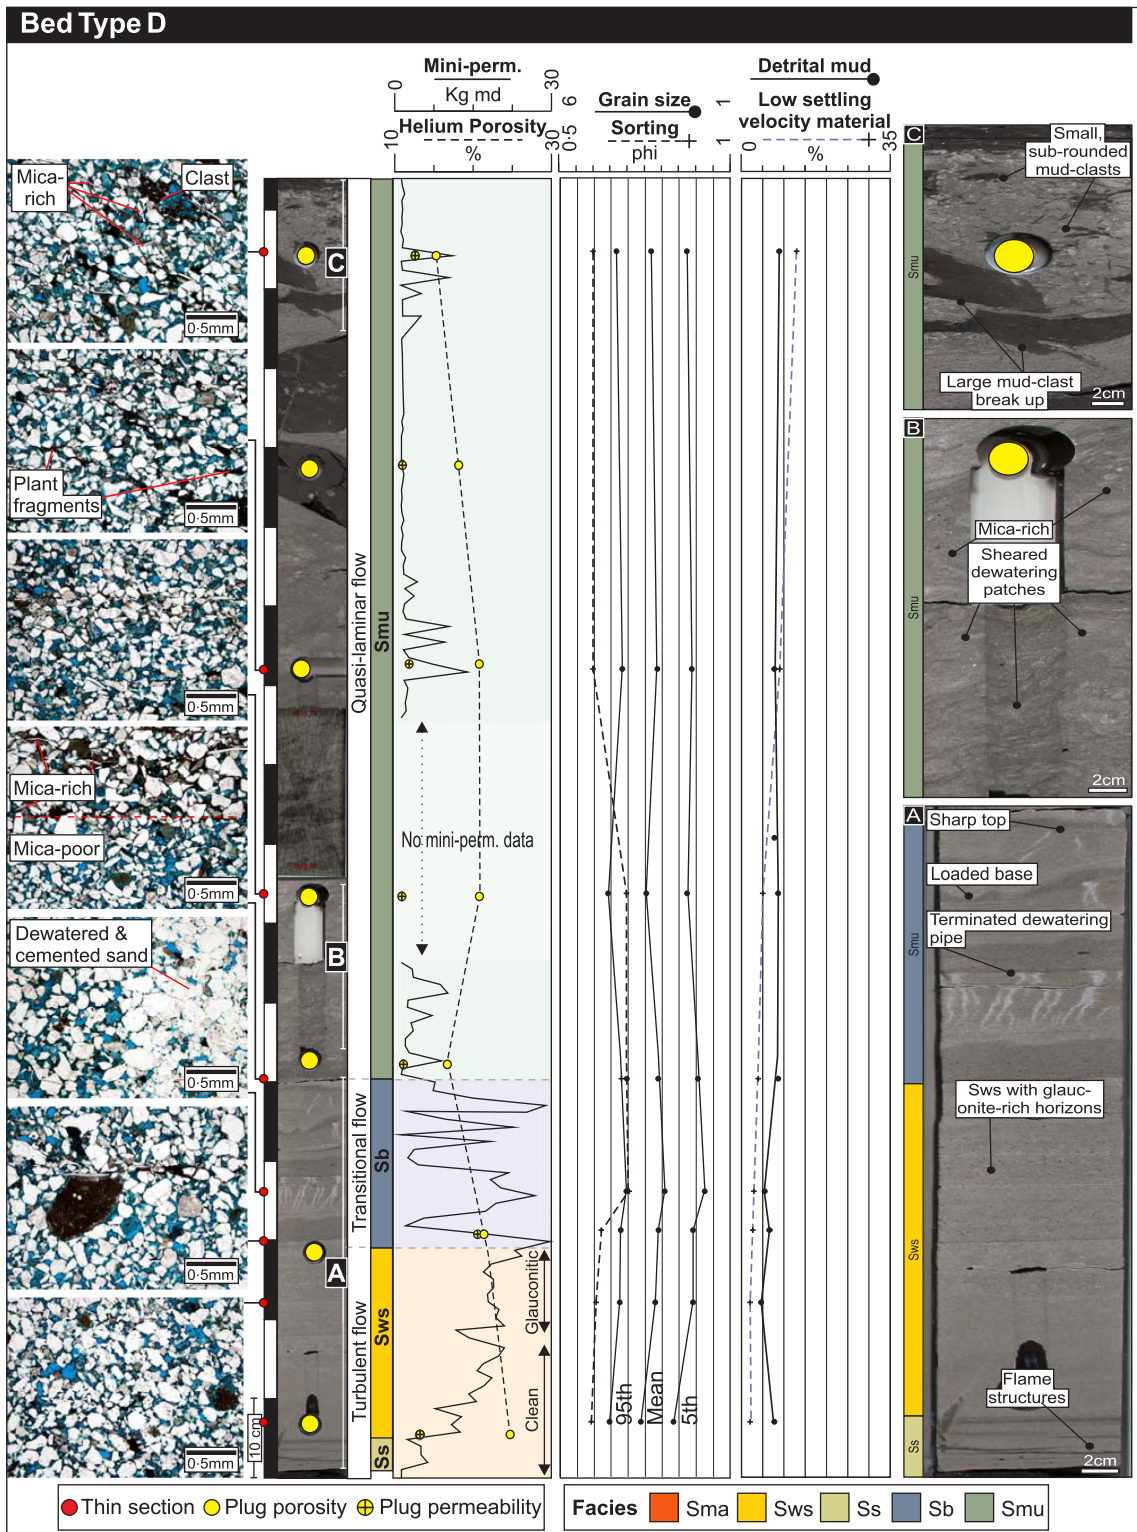 Bed Type D
Mini-perm.
0
30
Kg md
Helium Porosity
10
30
%
6
1
Grain size
Sorting
0·5
1
phi
Detrital mud
Low settling
velocity material
0
35
%
Mica-
rich
Clast
0·5mm
Plant
fragments
0·5mm
0·5mm
Mica-rich
Mica-poor
0·5mm
Dewatered &
cemented sand
0·5mm
0·5mm
0·5mm
10 cm
C
B
A
Quasi-laminar flow
Transitional flow
Turbulent flow
Smu
Sb
Sws
Ss
No mini-perm. data
Glauconitic
Clean
95th
Mean
5th
C
Small,
sub-rounded
mud-clasts
Smu
Large mud-clast
break up
2cm
B
Mica-rich
Sheared
dewatering
patches
Smu
2cm
A
Sharp top
Loaded base
Terminated dewatering
pipe
Smu
Sws with glauc-
onite-rich horizons
Sws
Flame
structures
Ss
2cm
Thin section
Plug porosity
Plug permeability
Facies
Sma
Sws
Ss
Sb
Smu